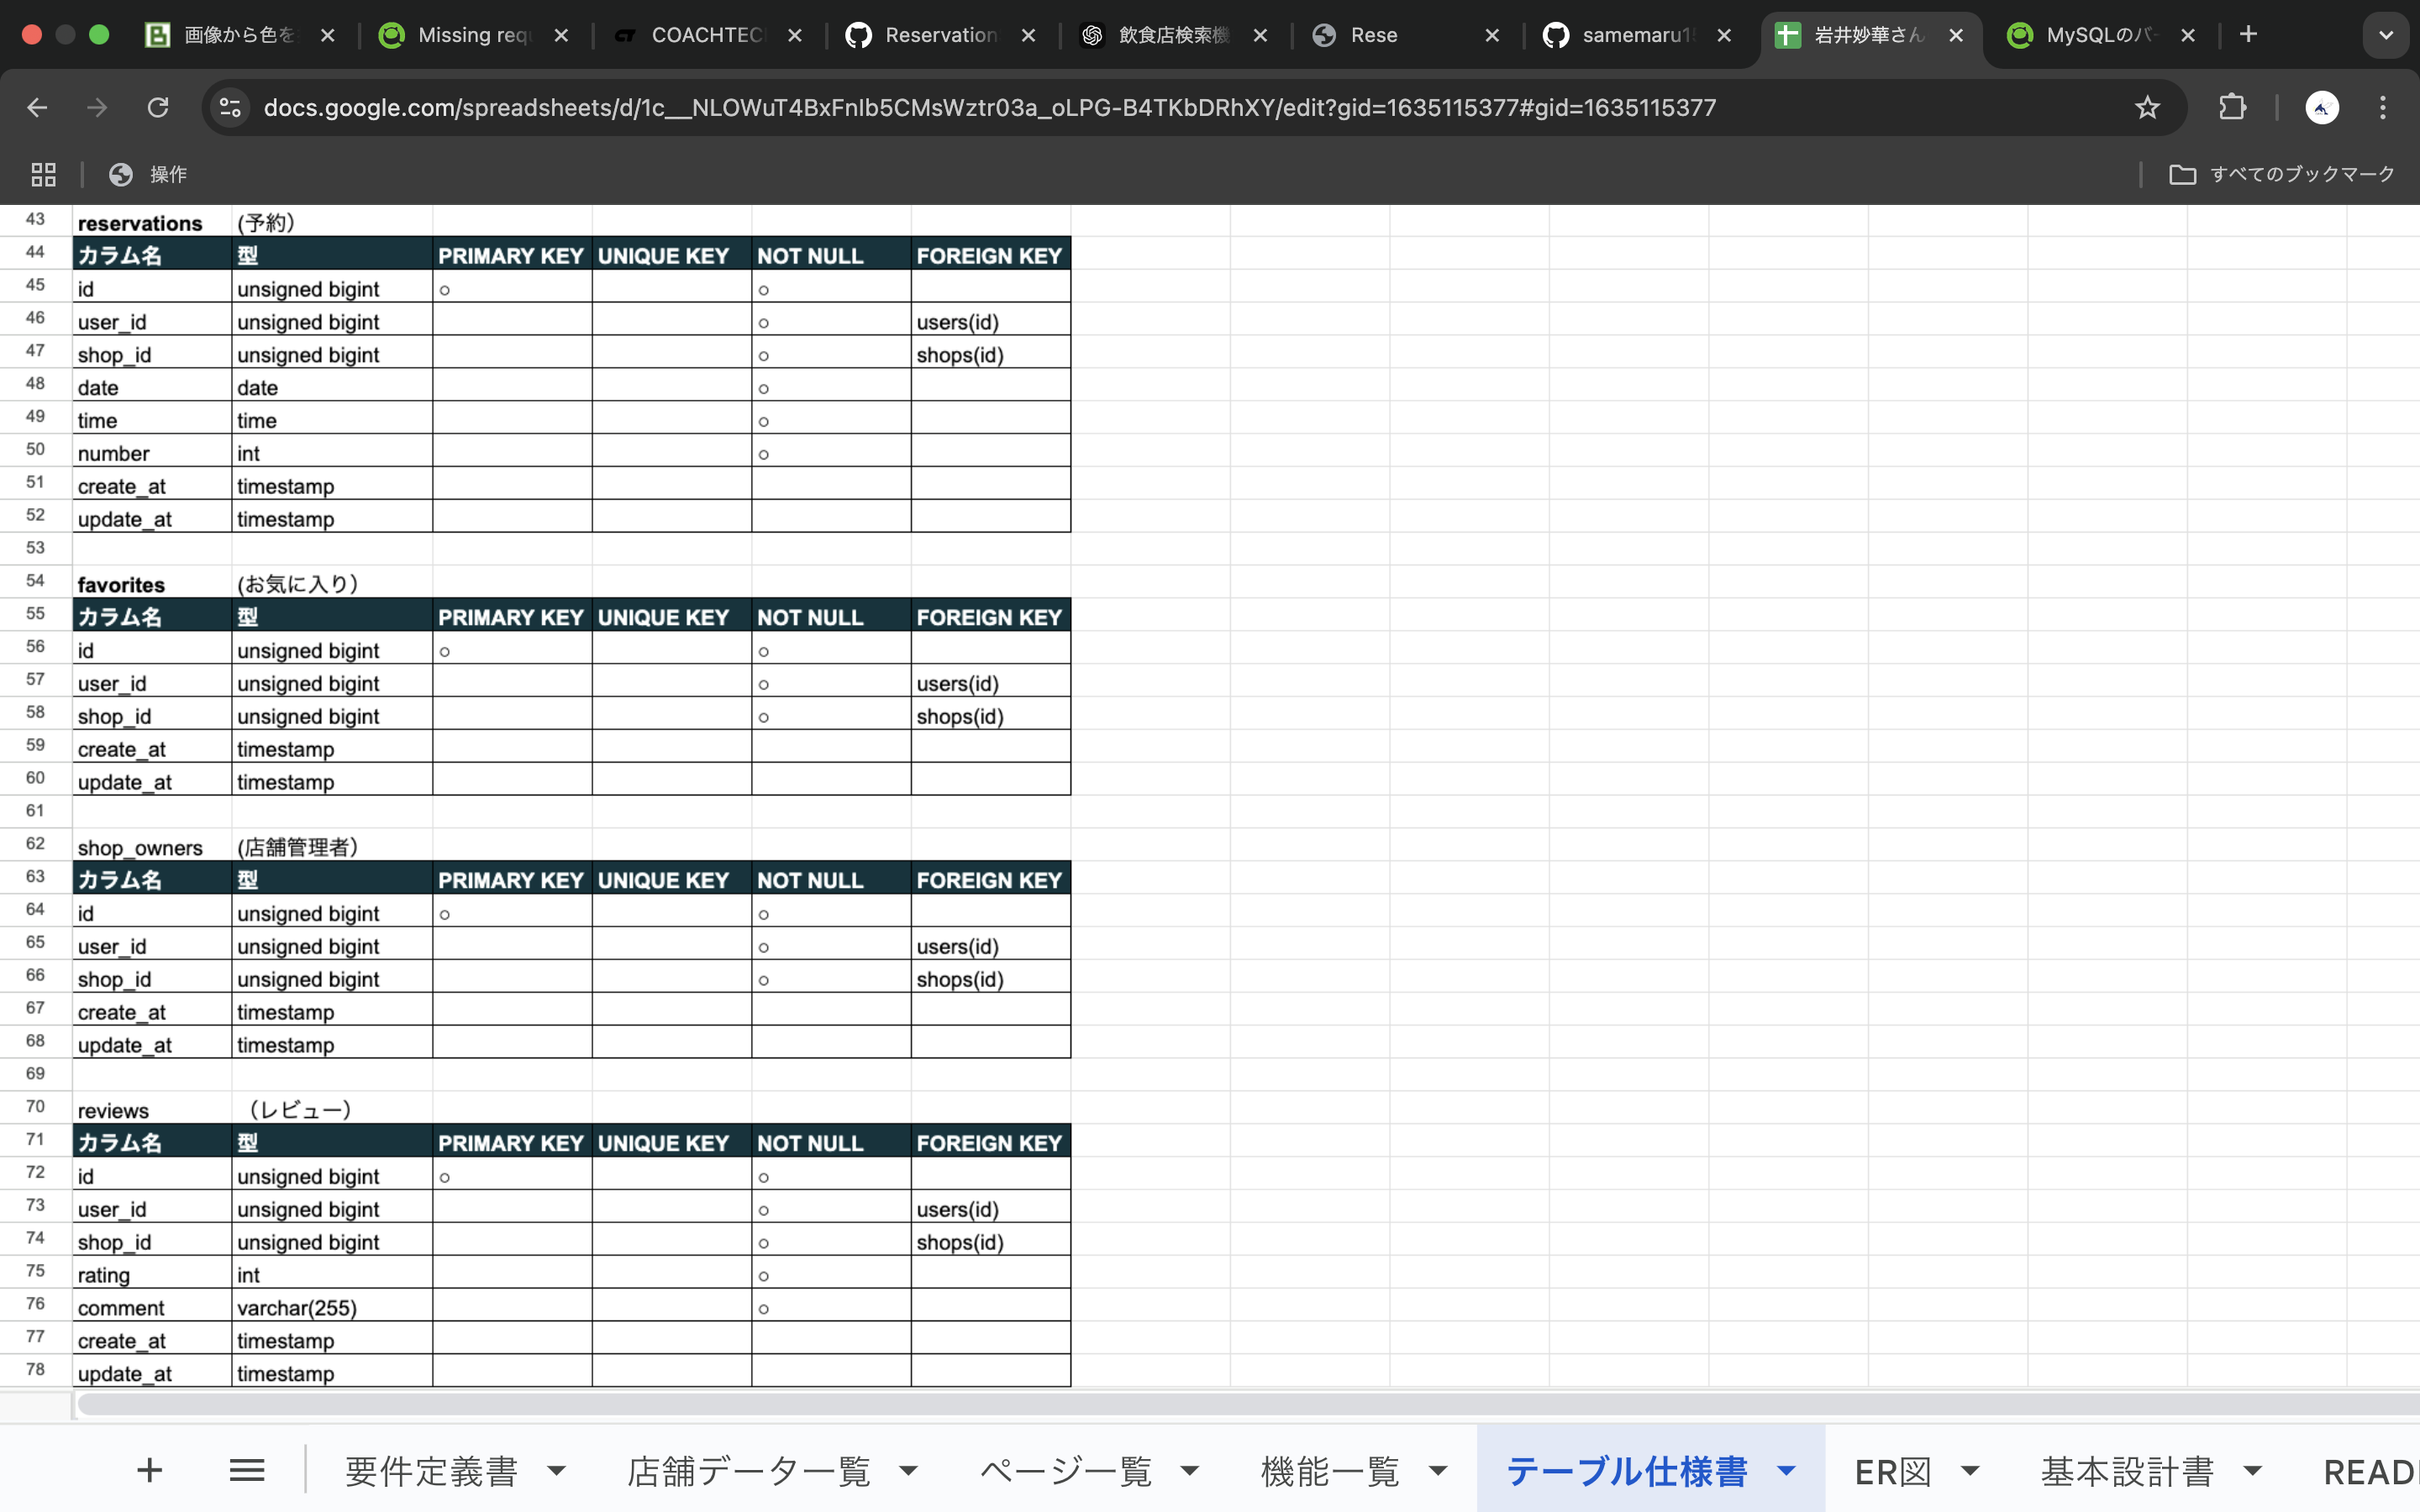 画像から色を
Missing requ
COACHTEC
Reservation
飲食店検索機
Rese
samemaru1
岩井妙華さん
MySQLのバー
docs.google.com/spreadsheets/d/1c__NLOWuT4BxFnIb5CMsWztr03a_oLPG-B4TKbDRhXY/edit?gid=1635115377#gid=1635115377
操作
すべてのブックマーク
43 reservations (予約）
44 カラム名 型 PRIMARY KEY UNIQUE KEY NOT NULL FOREIGN KEY
45 id unsigned bigint ○ ○
46 user_id unsigned bigint ○ users(id)
47 shop_id unsigned bigint ○ shops(id)
48 date date ○
49 time time ○
50 number int ○
51 create_at timestamp
52 update_at timestamp
53
54 favorites (お気に入り）
55 カラム名 型 PRIMARY KEY UNIQUE KEY NOT NULL FOREIGN KEY
56 id unsigned bigint ○ ○
57 user_id unsigned bigint ○ users(id)
58 shop_id unsigned bigint ○ shops(id)
59 create_at timestamp
60 update_at timestamp
61
62 shop_owners (店舗管理者）
63 カラム名 型 PRIMARY KEY UNIQUE KEY NOT NULL FOREIGN KEY
64 id unsigned bigint ○ ○
65 user_id unsigned bigint ○ users(id)
66 shop_id unsigned bigint ○ shops(id)
67 create_at timestamp
68 update_at timestamp
69
70 reviews （レビュー）
71 カラム名 型 PRIMARY KEY UNIQUE KEY NOT NULL FOREIGN KEY
72 id unsigned bigint ○ ○
73 user_id unsigned bigint ○ users(id)
74 shop_id unsigned bigint ○ shops(id)
75 rating int ○
76 comment varchar(255) ○
77 create_at timestamp
78 update_at timestamp
要件定義書 店舗データ一覧 ページ一覧 機能一覧 テーブル仕様書 ER図 基本設計書 READ